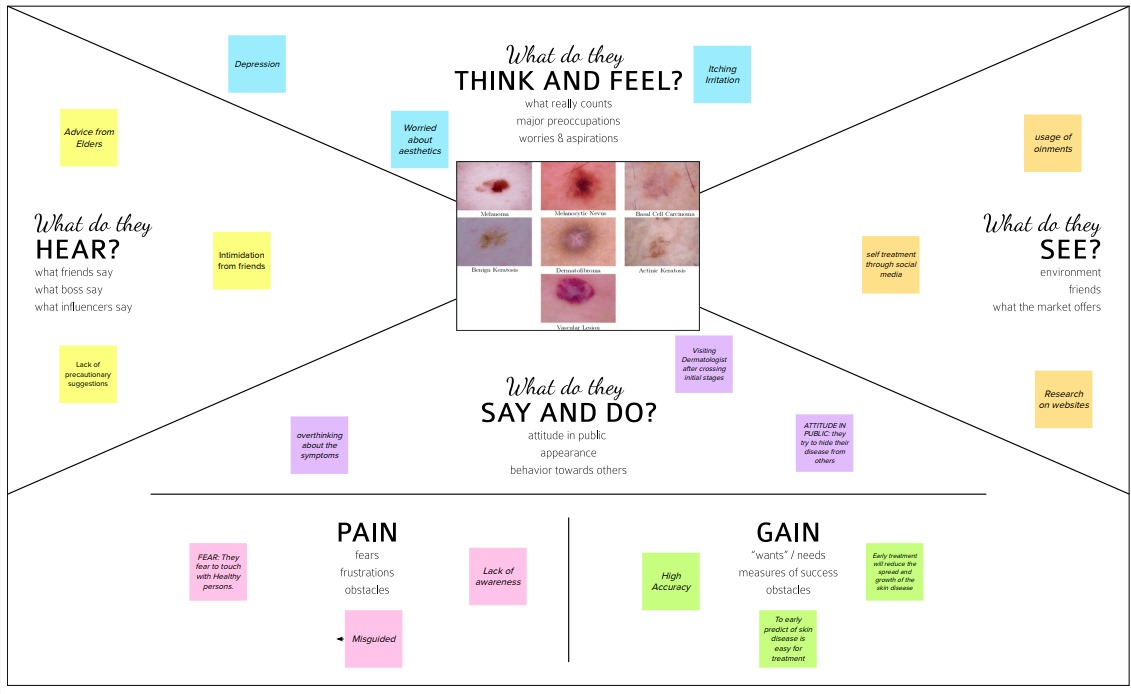 What do they
THINK AND FEEL?
what really counts
major preoccupations
worries & aspirations
Depression
Worried
about
aesthetics
Itching
Irritation
Advice from
Elders
What do they
HEAR?
what friends say
what boss say
what influencers say
Intimidation
from friends
Lack of
precautionary
suggestions
Melanoma
Melanocytic Nevus
Basal Cell Carcinoma
Benign Keratosis
Dermatofibroma
Actinic Keratosis
Vascular Lesion
usage of
oinments
What do they
SEE?
environment
friends
what the market offers
self treatment
through social
media
Research
on websites
What do they
SAY AND DO?
attitude in public
appearance
behavior towards others
Visiting
Dermatologist
after crossing
initial stages
overthinking
about the
symptoms
ATTITUDE IN
PUBLIC: they
try to hide their
disease from
others
PAIN
fears
frustrations
obstacles
FEAR: They
fear to touch
with Healthy
persons.
Lack of
awareness
Misguided
GAIN
"wants" / needs
measures of success
obstacles
High
Accuracy
Early treatment
will reduce the
spread and
growth of the
skin disease
To early
predict of skin
disease is
easy for
treatment